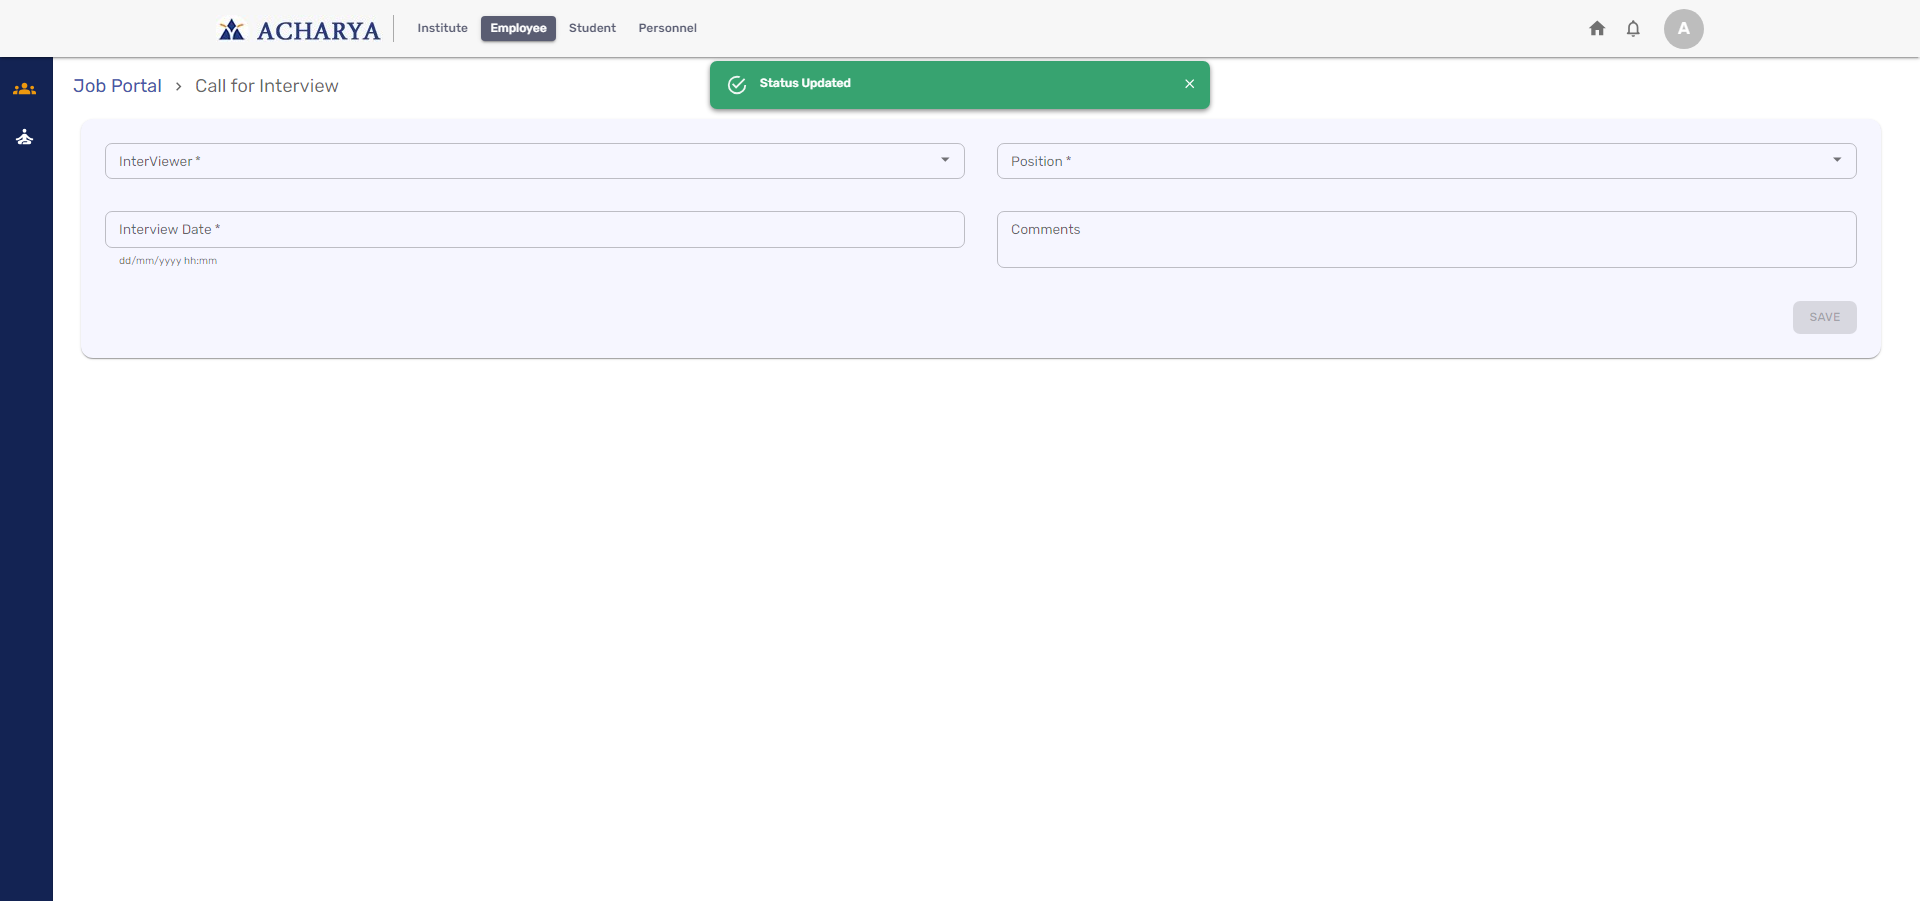 ACHARYA
Institute
Employee
Student
Personnel
A
Job Portal › Call for Interview
Status Updated
InterViewer *
Position *
Interview Date *
dd/mm/yyyy hh:mm
Comments
SAVE